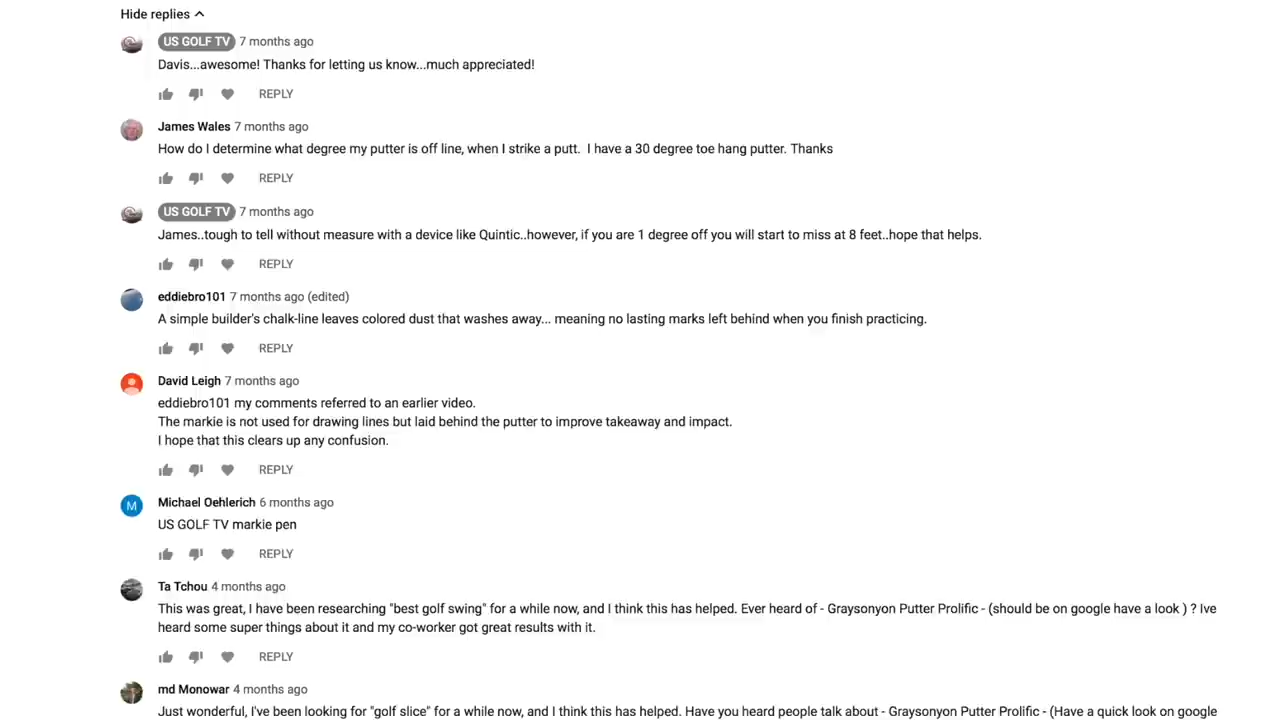 Hide replies
US GOLF TV 7 months ago
Davis...awesome! Thanks for letting us know...much appreciated!
REPLY
James Wales 7 months ago
How do I determine what degree my putter is off line, when I strike a putt. I have a 30 degree toe hang putter. Thanks
REPLY
US GOLF TV 7 months ago
James..tough to tell without measure with a device like Quintic..however, if you are 1 degree off you will start to miss at 8 feet..hope that helps.
REPLY
eddiebro101 7 months ago (edited)
A simple builder's chalk-line leaves colored dust that washes away... meaning no lasting marks left behind when you finish practicing.
REPLY
David Leigh 7 months ago
eddiebro101 my comments referred to an earlier video.
The markie is not used for drawing lines but laid behind the putter to improve takeaway and impact.
I hope that this clears up any confusion.
REPLY
M
Michael Oehlerich 6 months ago
US GOLF TV markie pen
REPLY
Ta Tchou 4 months ago
This was great, I have been researching "best golf swing" for a while now, and I think this has helped. Ever heard of - Graysonyon Putter Prolific - (should be on google have a look ) ? Ive
heard some super things about it and my co-worker got great results with it.
REPLY
md Monowar 4 months ago
Just wonderful, I've been looking for "golf slice" for a while now, and I think this has helped. Have you heard people talk about - Graysonyon Putter Prolific - (Have a quick look on google